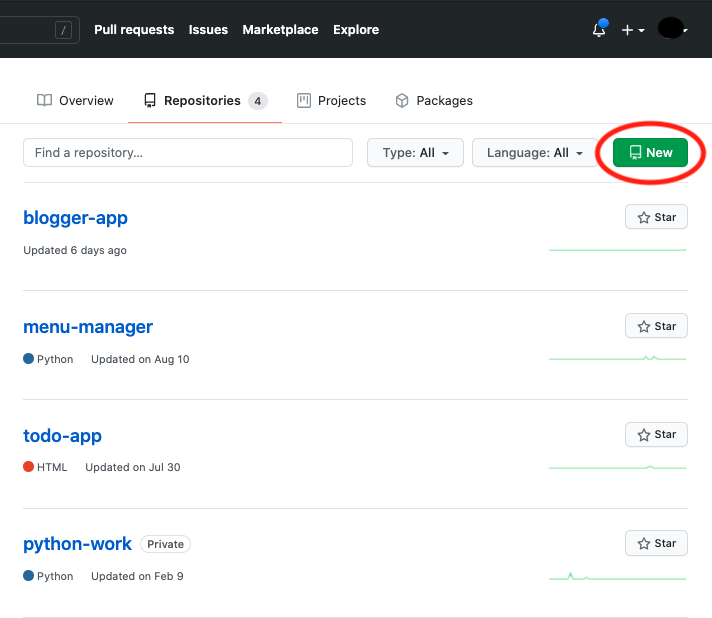 / Pull requests Issues Marketplace Explore
Overview Repositories 4 Projects Packages
Find a repository... Type: All Language: All New
blogger-app Star
Updated 6 days ago
menu-manager Star
Python Updated on Aug 10
todo-app Star
HTML Updated on Jul 30
python-work Private Star
Python Updated on Feb 9